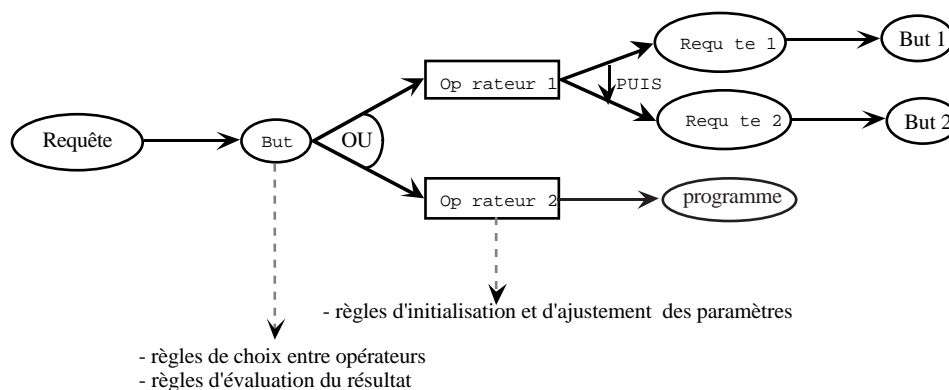 Requête
But
OU
Op rateur 1
Requ te 1
But 1
PUIS
Requ te 2
But 2
Op rateur 2
programme
- règles d'initialisation et d'ajustement des paramètres
- règles de choix entre opérateurs
- règles d'évaluation du résultat